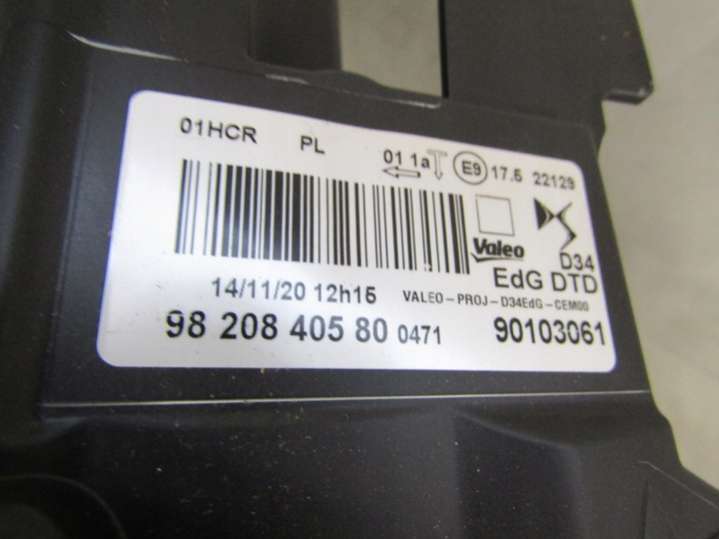 01HCR PL 01 1a E9 17.5 22129
Valeo
D34
EdG DTD
14/11/20 12h15 VALEO-PROJ-D34EdG-CEM00
98 208 405 80 0471 90103061